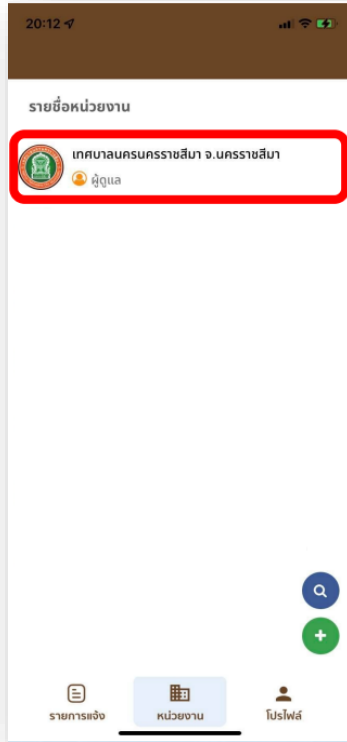 20:12
รายชื่อหน่วยงาน
เทศบาลนครนครราชสีมา จ.นครราชสีมา
ผู้ดูแล
รายการแจ้ง
หน่วยงาน
โปรไฟล์